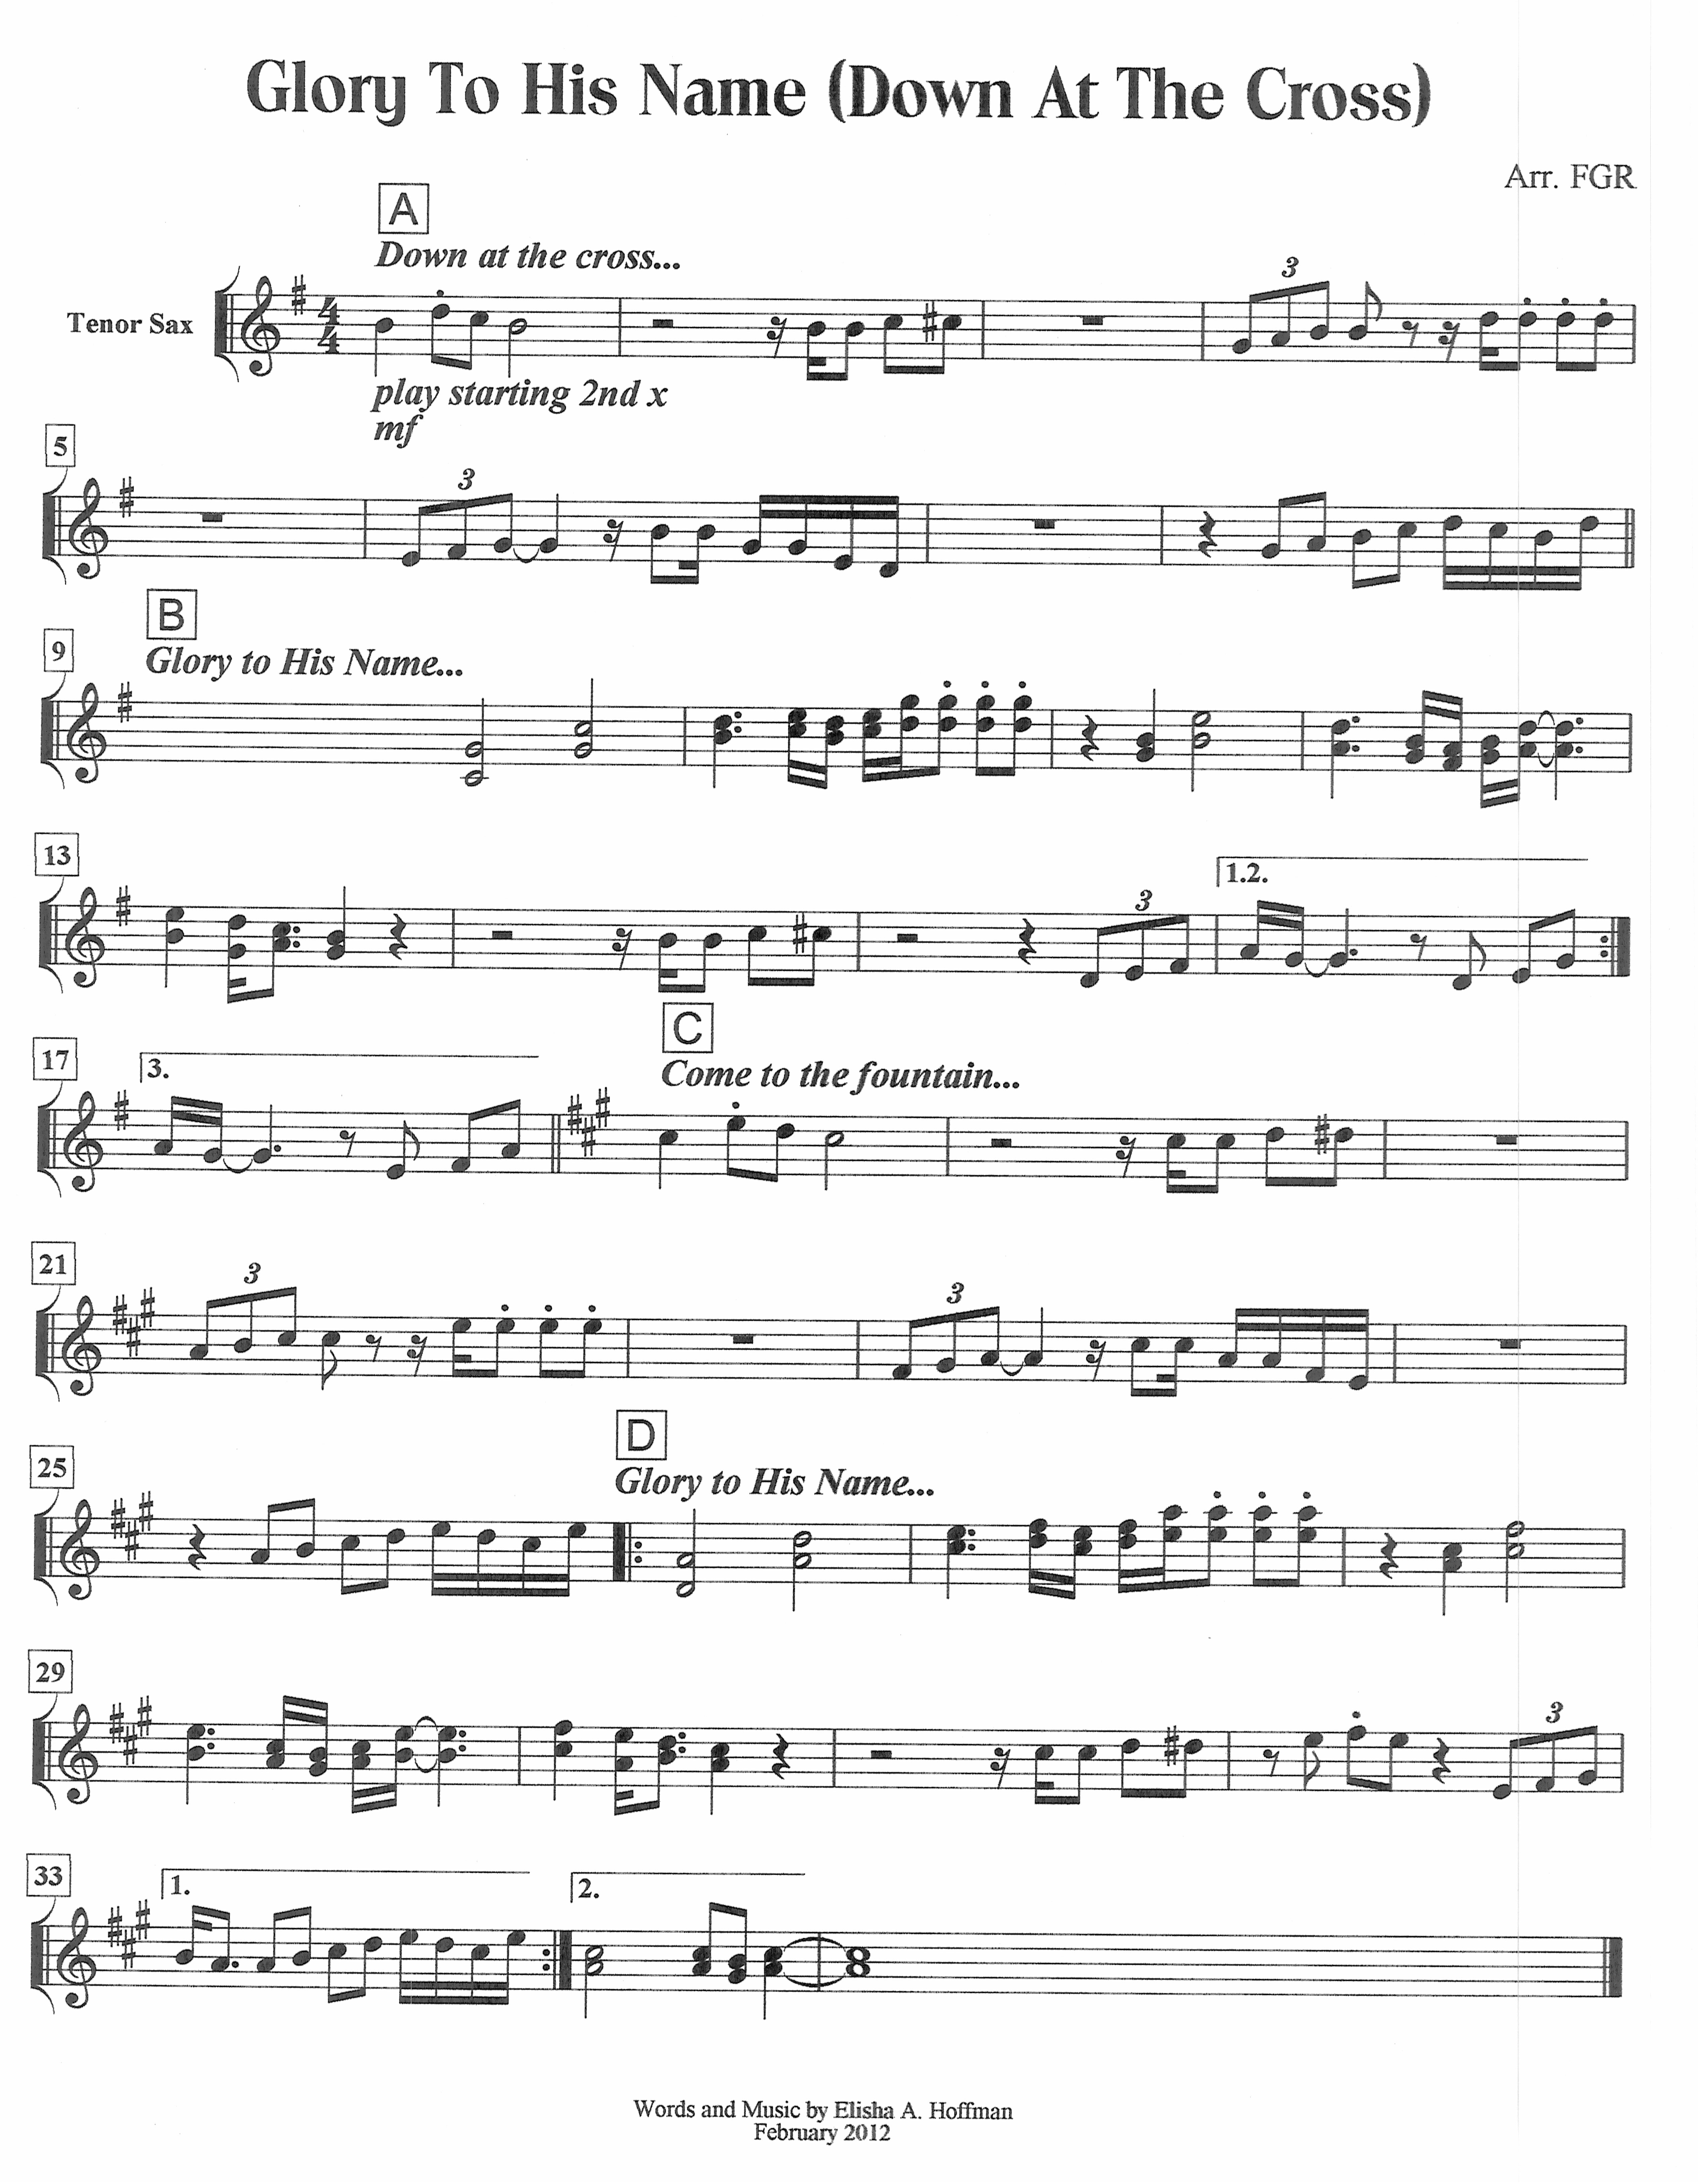 Glory To His Name (Down At The Cross)
Arr. FGR
A
Down at the cross...
3
Tenor Sax
4
4
play starting 2nd x
mf
5
3
B
9
Glory to His Name...
13
3
1.2.
C
17
3.
Come to the fountain...
21
3
3
D
25
Glory to His Name...
29
3
33
1.
2.
Words and Music by Elisha A. Hoffman
February 2012